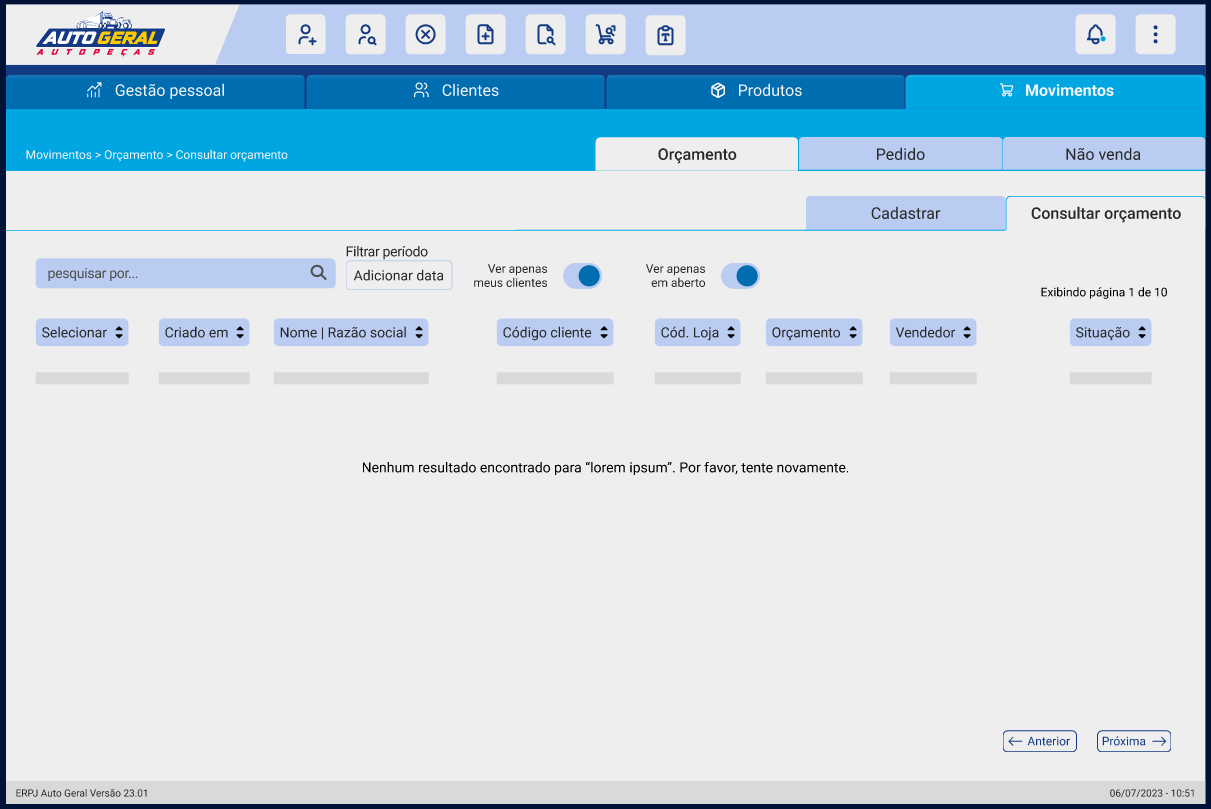 AUTO GERAL
AUTOPEÇAS
Gestão pessoal
Clientes
Produtos
Movimentos
Movimentos > Orçamento > Consultar orçamento
Orçamento
Pedido
Não venda
Cadastrar
Consultar orçamento
pesquisar por...
Filtrar período
Adicionar data
Ver apenas
meus clientes
Ver apenas
em aberto
Exibindo página 1 de 10
Selecionar
Criado em
Nome | Razão social
Código cliente
Cód. Loja
Orçamento
Vendedor
Situação
Nenhum resultado encontrado para “lorem ipsum”. Por favor, tente novamente.
Anterior
Próxima
ERPJ Auto Geral Versão 23.01
06/07/2023 - 10:51